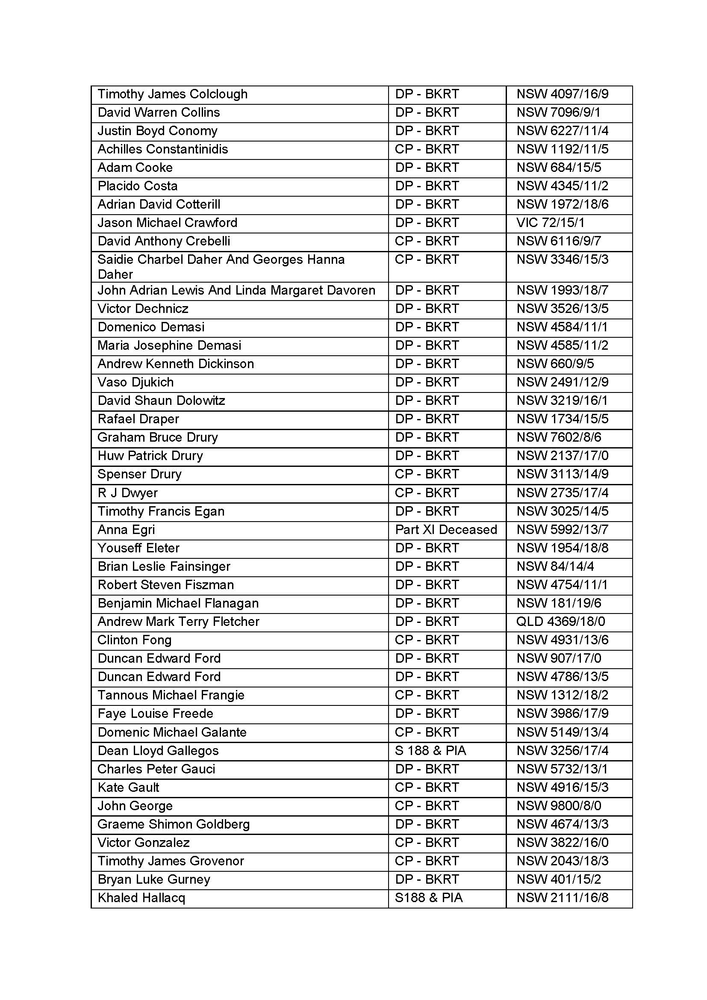 Timothy James Colclough DP - BKRT NSW 4097/16/9
David Warren Collins DP - BKRT NSW 7096/9/1
Justin Boyd Conomy DP - BKRT NSW 6227/11/4
Achilles Constantinidis CP - BKRT NSW 1192/11/5
Adam Cooke DP - BKRT NSW 684/15/5
Placido Costa DP - BKRT NSW 4345/11/2
Adrian David Cotterill DP - BKRT NSW 1972/18/6
Jason Michael Crawford DP - BKRT VIC 72/15/1
David Anthony Crebelli CP - BKRT NSW 6116/9/7
Saidie Charbel Daher And Georges Hanna CP - BKRT NSW 3346/15/3
Daher
John Adrian Lewis And Linda Margaret Davoren DP - BKRT NSW 1993/18/7
Victor Dechnicz DP - BKRT NSW 3526/13/5
Domenico Demasi DP - BKRT NSW 4584/11/1
Maria Josephine Demasi DP - BKRT NSW 4585/11/2
Andrew Kenneth Dickinson DP - BKRT NSW 660/9/5
Vaso Djukich DP - BKRT NSW 2491/12/9
David Shaun Dolowitz DP - BKRT NSW 3219/16/1
Rafael Draper DP - BKRT NSW 1734/15/5
Graham Bruce Drury DP - BKRT NSW 7602/8/6
Huw Patrick Drury DP - BKRT NSW 2137/17/0
Spenser Drury CP - BKRT NSW 3113/14/9
R J Dwyer CP - BKRT NSW 2735/17/4
Timothy Francis Egan DP - BKRT NSW 3025/14/5
Anna Egri Part XI Deceased NSW 5992/13/7
Youseff Eleter DP - BKRT NSW 1954/18/8
Brian Leslie Fainsinger DP - BKRT NSW 84/14/4
Robert Steven Fiszman DP - BKRT NSW 4754/11/1
Benjamin Michael Flanagan DP - BKRT NSW 181/19/6
Andrew Mark Terry Fletcher DP - BKRT QLD 4369/18/0
Clinton Fong CP - BKRT NSW 4931/13/6
Duncan Edward Ford DP - BKRT NSW 907/17/0
Duncan Edward Ford DP - BKRT NSW 4786/13/5
Tannous Michael Frangie CP - BKRT NSW 1312/18/2
Faye Louise Freede DP - BKRT NSW 3986/17/9
Domenic Michael Galante CP - BKRT NSW 5149/13/4
Dean Lloyd Gallegos S 188 & PIA NSW 3256/17/4
Charles Peter Gauci DP - BKRT NSW 5732/13/1
Kate Gault CP - BKRT NSW 4916/15/3
John George CP - BKRT NSW 9800/8/0
Graeme Shimon Goldberg DP - BKRT NSW 4674/13/3
Victor Gonzalez CP - BKRT NSW 3822/16/0
Timothy James Grovenor CP - BKRT NSW 2043/18/3
Bryan Luke Gurney DP - BKRT NSW 401/15/2
Khaled Hallacq S188 & PIA NSW 2111/16/8